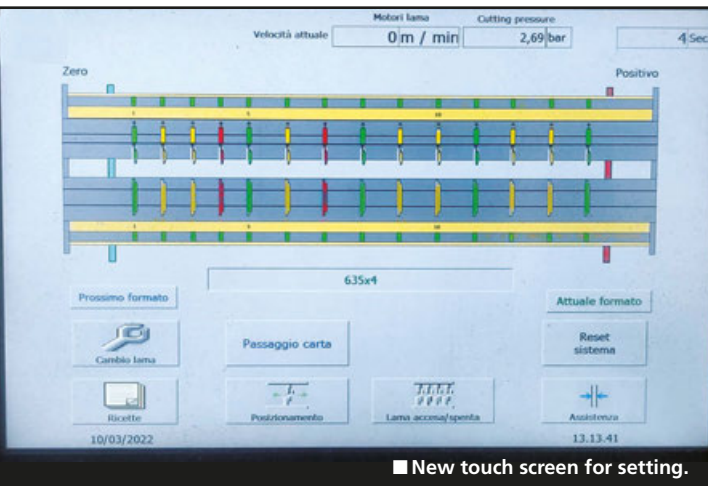 Motori lama
Cutting pressure
Velocità attuale
0 m / min
2,69 bar
4 Sec
Zero
Positivo
1
5
10
1
5
10
635x4
Prossimo formato
Attuale formato
Cambio lama
Passaggio carta
Reset
sistema
Ricette
Posizionamento
Lama accesa/spenta
Assistenza
10/03/2022
13.13.41
■ New touch screen for setting.